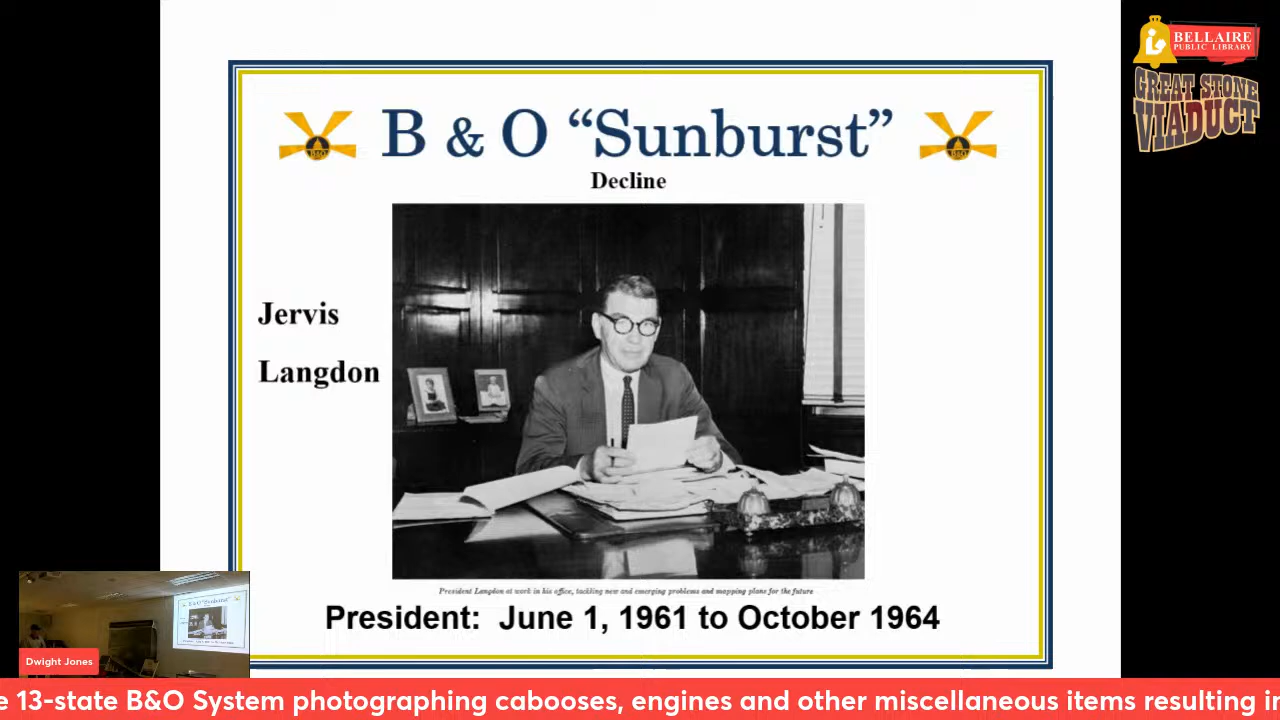 BELLAIRE
PUBLIC LIBRARY
GREAT STONE
VIADUCT
B & O “Sunburst”
Decline
Jervis
Langdon
President Langdon at work in his office, tackling new and emerging problems and mapping plans for the future
President: June 1, 1961 to October 1964
Dwight Jones
e 13-state B&O System photographing cabooses, engines and other miscellaneous items resulting in